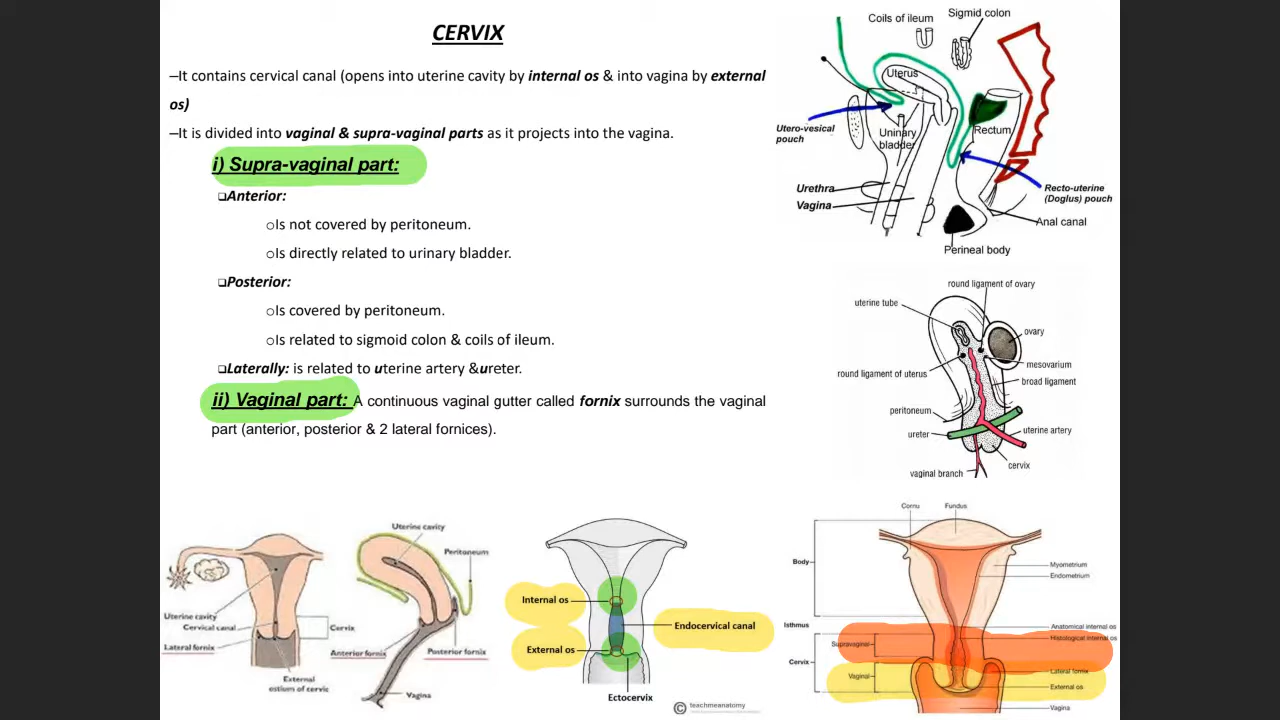 CERVIX
–It contains cervical canal (opens into uterine cavity by internal os & into vagina by external
os)
–It is divided into vaginal & supra-vaginal parts as it projects into the vagina.
i) Supra-vaginal part:
❑Anterior:
oIs not covered by peritoneum.
oIs directly related to urinary bladder.
❑Posterior:
oIs covered by peritoneum.
oIs related to sigmoid colon & coils of ileum.
❑Laterally: is related to uterine artery &ureter.
ii) Vaginal part: A continuous vaginal gutter called fornix surrounds the vaginal
part (anterior, posterior & 2 lateral fornices).
Coils of ileum
Sigmid colon
Uterus
Utero-vesical
pouch
Urinary
bladder
Rectum
Urethra
Vagina
Recto-uterine
(Doglus) pouch
Anal canal
Perineal body
round ligament of ovary
uterine tube
ovary
mesovarium
round ligament of uterus
broad ligament
peritoneum
ureter
uterine artery
cervix
vaginal branch
Uterine cavity
Peritoneum
Uterine cavity
Cervical canal
Cervix
Lateral fornix
Anterior fornix
Posterior fornix
External
ostium of cervix
Vagina
Internal os
Endocervical canal
External os
Ectocervix
© teachmeanatomy
Cornu
Fundus
Body
Myometrium
Endometrium
Isthmus
Anatomical internal os
Histological internal os
Supravaginal
Cervix
Vaginal
Lateral fornix
External os
Vagina